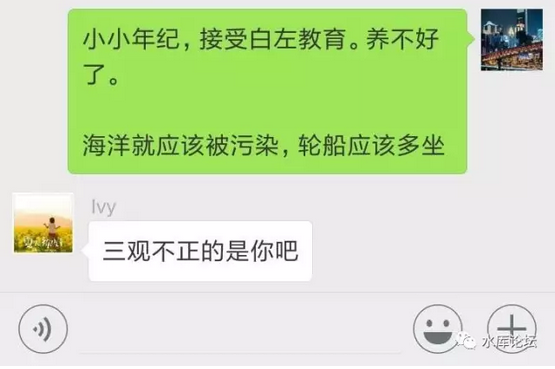 小小年纪，接受白左教育。养不好
了。
海洋就应该被污染，轮船应该多坐
Ivy
三观不正的是你吧
水库论坛